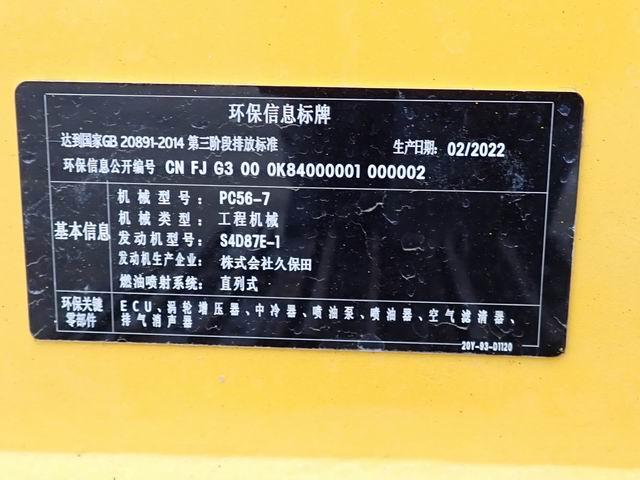 环保信息标牌
达到国家GB 20891-2014 第三阶段排放标准 生产日期: 02/2022
环保信息公开编号 CN FJ G3 00 0K84000001 000002
基本信息
机械型号: PC56-7
机械类型: 工程机械
发动机型号: S4D87E-1
发动机生产企业: 株式会社久保田
燃油喷射系统: 直列式
环保关键零部件
ECU、涡轮增压器、中冷器、喷油泵、喷油器、空气滤清器、
排气消声器
20Y-93-D1120